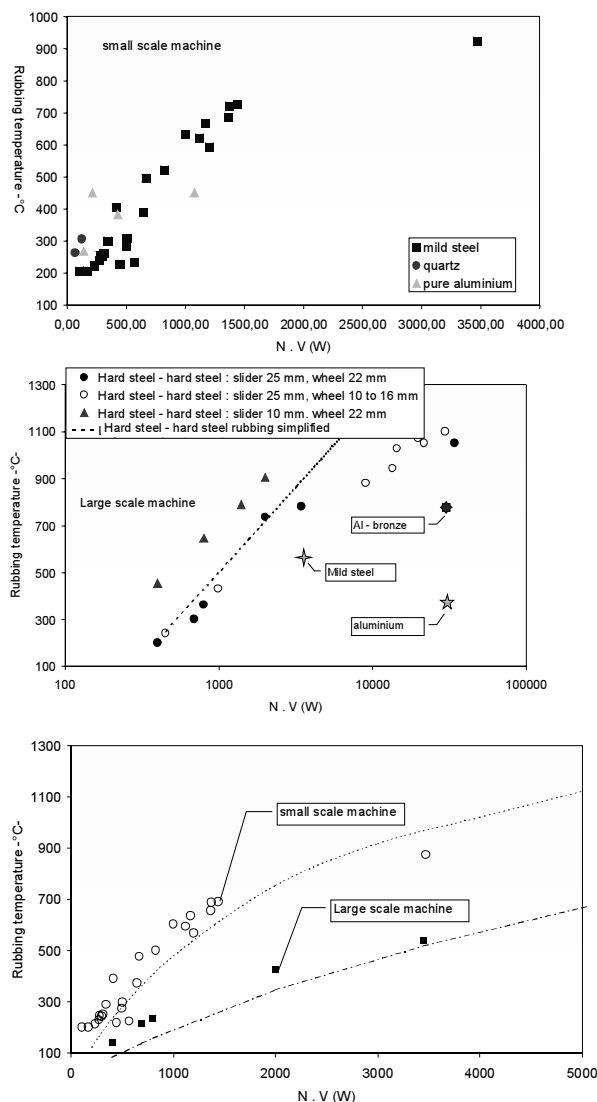 1000
900
800
700
600
500
400
300
200
100
Rubbing temperature -°C
small scale machine
mild steel
quartz
pure aluminium
0,00 500,00 1000,00 1500,00 2000,00 2500,00 3000,00 3500,00 4000,00
N . V (W)
Hard steel - hard steel : slider 25 mm, wheel 22 mm
Hard steel - hard steel : slider 25 mm, wheel 10 to 16 mm
Hard steel - hard steel : slider 10 mm. wheel 22 mm
Hard steel - hard steel rubbing simplified
1300
1100
900
700
500
300
100
Rubbing temperature -°C-
Large scale machine
Al - bronze
Mild steel
aluminium
100 1000 10000 100000
N . V (W)
1300
1100
900
700
500
300
100
Rubbing temperature -°C-
small scale machine
Large scale machine
0 1000 2000 3000 4000 5000
N . V (W)